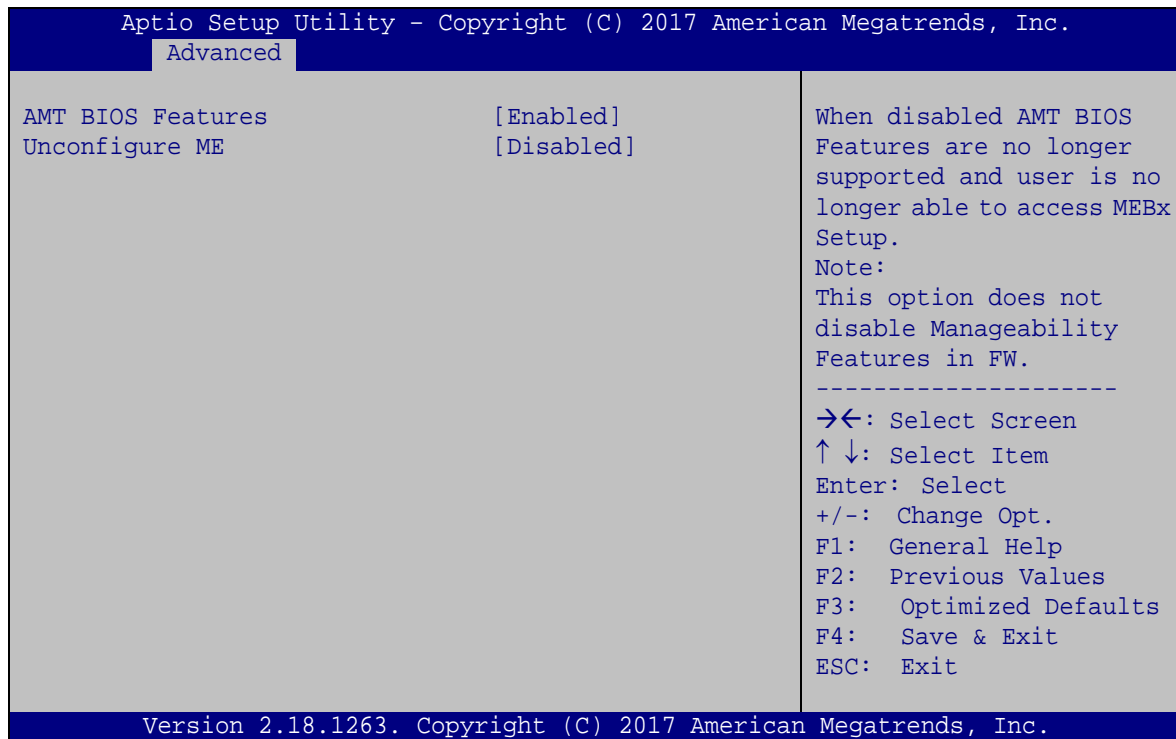 Aptio Setup Utility – Copyright (C) 2017 American Megatrends, Inc.
Advanced
AMT BIOS Features [Enabled]
Unconfigure ME [Disabled]
When disabled AMT BIOS
Features are no longer
supported and user is no
longer able to access MEBx
Setup.
Note:
This option does not
disable Manageability
Features in FW.
---------------------
→←: Select Screen
↑ ↓: Select Item
Enter: Select
+/-: Change Opt.
F1: General Help
F2: Previous Values
F3: Optimized Defaults
F4: Save & Exit
ESC: Exit
Version 2.18.1263. Copyright (C) 2017 American Megatrends, Inc.